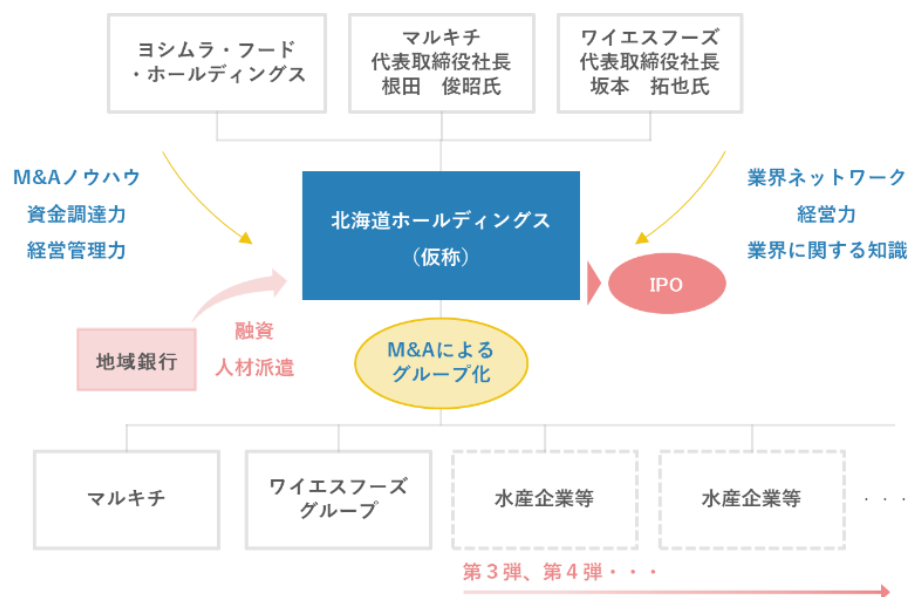 ヨシムラ・フード
・ホールディングス
マルキチ
代表取締役社長
根田　俊昭氏
ワイエスフーズ
代表取締役社長
坂本　拓也氏
M&Aノウハウ
資金調達力
経営管理力
北海道ホールディングス
（仮称）
業界ネットワーク
経営力
業界に関する知識
IPO
地域銀行
融資
人材派遣
M&Aによる
グループ化
マルキチ
ワイエスフーズ
グループ
水産企業等
水産企業等
・・・
第３弾、第４弾・・・